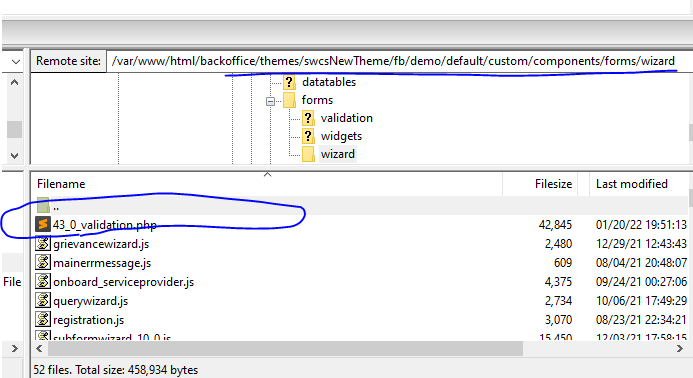 Remote site: /var/www/html/backoffice/themes/swcsNewTheme/fb/demo/default/custom/components/forms/wizard
? datatables
forms
? validation
? widgets
wizard
Filename Filesize Last modified
..
43_0_validation.php 42,845 01/20/22 19:51:13
grievancewizard.js 2,480 12/29/21 12:43:43
mainerrmessage.js 609 08/04/21 20:48:07
File onboard_serviceprovider.js 4,375 09/24/21 00:27:06
querywizard.js 2,734 10/06/21 17:49:29
registration.js 3,070 08/23/21 22:34:21
subformwizard_10_0.js 15,450 12/03/21 17:58:15
52 files. Total size: 458,934 bytes